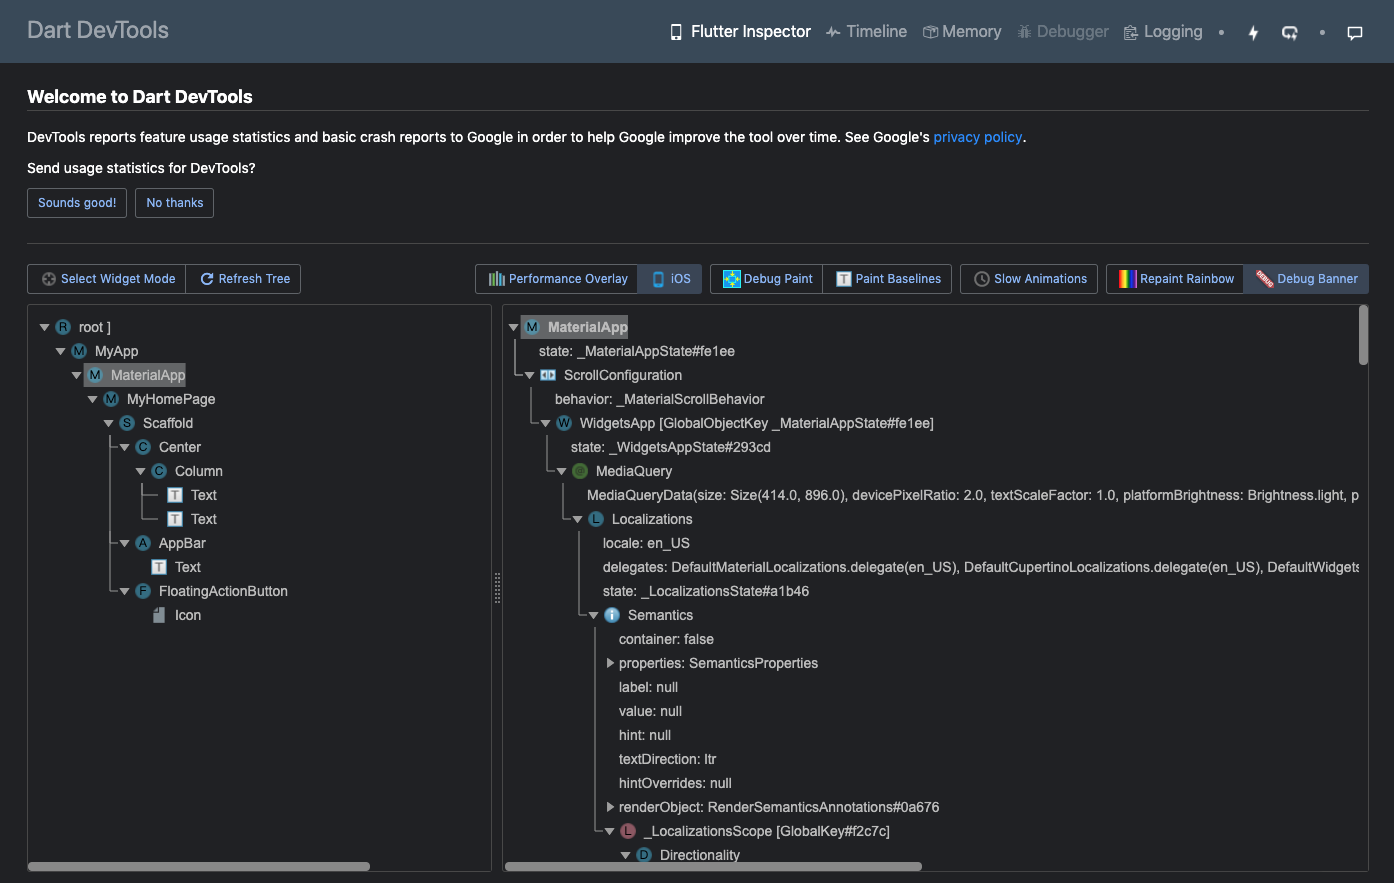 Dart DevTools
Flutter Inspector Timeline Memory Debugger Logging
Welcome to Dart DevTools
DevTools reports feature usage statistics and basic crash reports to Google in order to help Google improve the tool over time. See Google's privacy policy.
Send usage statistics for DevTools?
Sounds good! No thanks
Select Widget Mode Refresh Tree Performance Overlay iOS Debug Paint T Paint Baselines Slow Animations Repaint Rainbow DEBUG Debug Banner
R root ]
M MyApp
M MaterialApp
M MyHomePage
S Scaffold
C Center
C Column
T Text
T Text
A AppBar
T Text
F FloatingActionButton
Icon
M MaterialApp
state: _MaterialAppState#fe1ee
ScrollConfiguration
behavior: _MaterialScrollBehavior
W WidgetsApp [GlobalObjectKey _MaterialAppState#fe1ee]
state: _WidgetsAppState#293cd
@ MediaQuery
MediaQueryData(size: Size(414.0, 896.0), devicePixelRatio: 2.0, textScaleFactor: 1.0, platformBrightness: Brightness.light, p
L Localizations
locale: en_US
delegates: DefaultMaterialLocalizations.delegate(en_US), DefaultCupertinoLocalizations.delegate(en_US), DefaultWidgets
state: _LocalizationsState#a1b46
i Semantics
container: false
properties: SemanticsProperties
label: null
value: null
hint: null
textDirection: ltr
hintOverrides: null
renderObject: RenderSemanticsAnnotations#0a676
L _LocalizationsScope [GlobalKey#f2c7c]
D Directionality